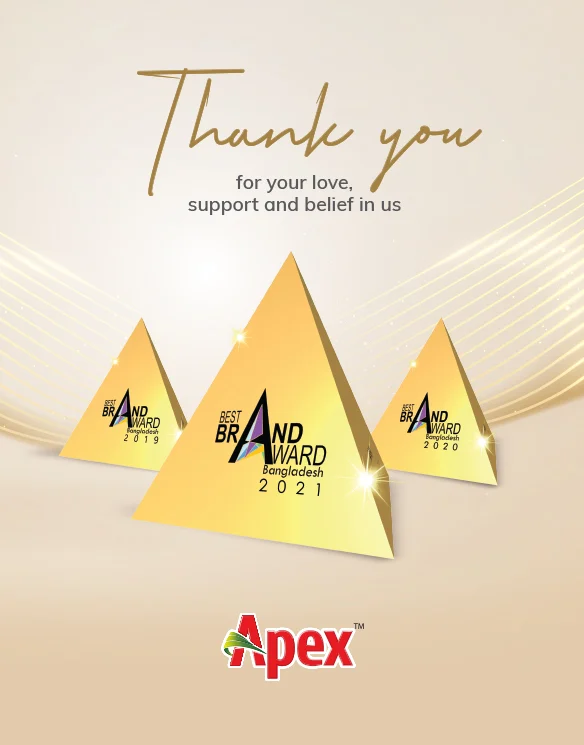 Thank you
for your love,
support and belief in us
BEST
BRAND
AWARD
Bangladesh
2019
BEST
BRAND
AWARD
Bangladesh
2021
BEST
BRAND
AWARD
Bangladesh
2020
Apex™